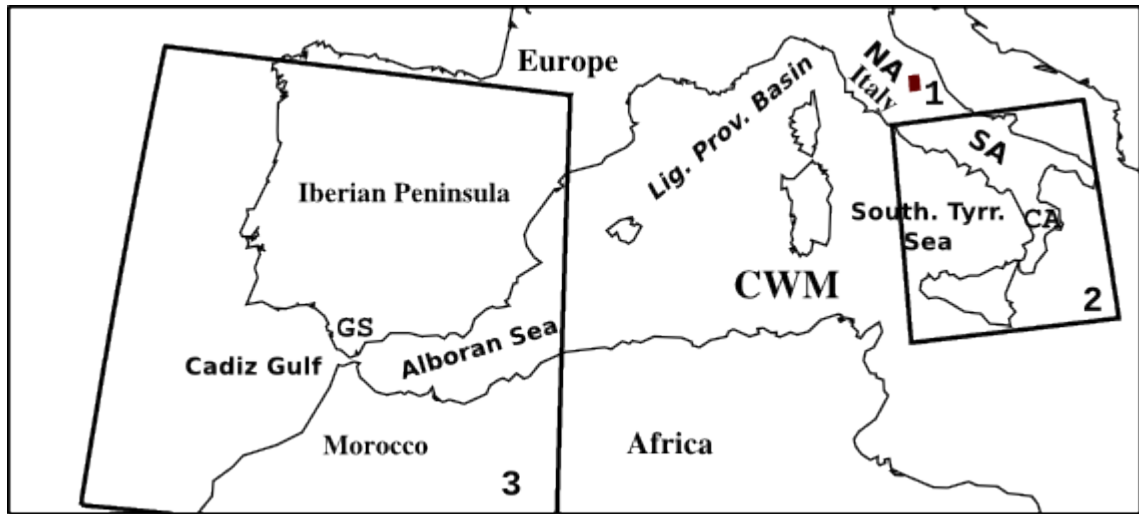 Europe
NA
Italy
1
Lig. Prov. Basin
SA
Iberian Peninsula
South. Tyrr.
Sea
CA
CWM
2
GS
Cadiz Gulf
Alboran Sea
Morocco
Africa
3